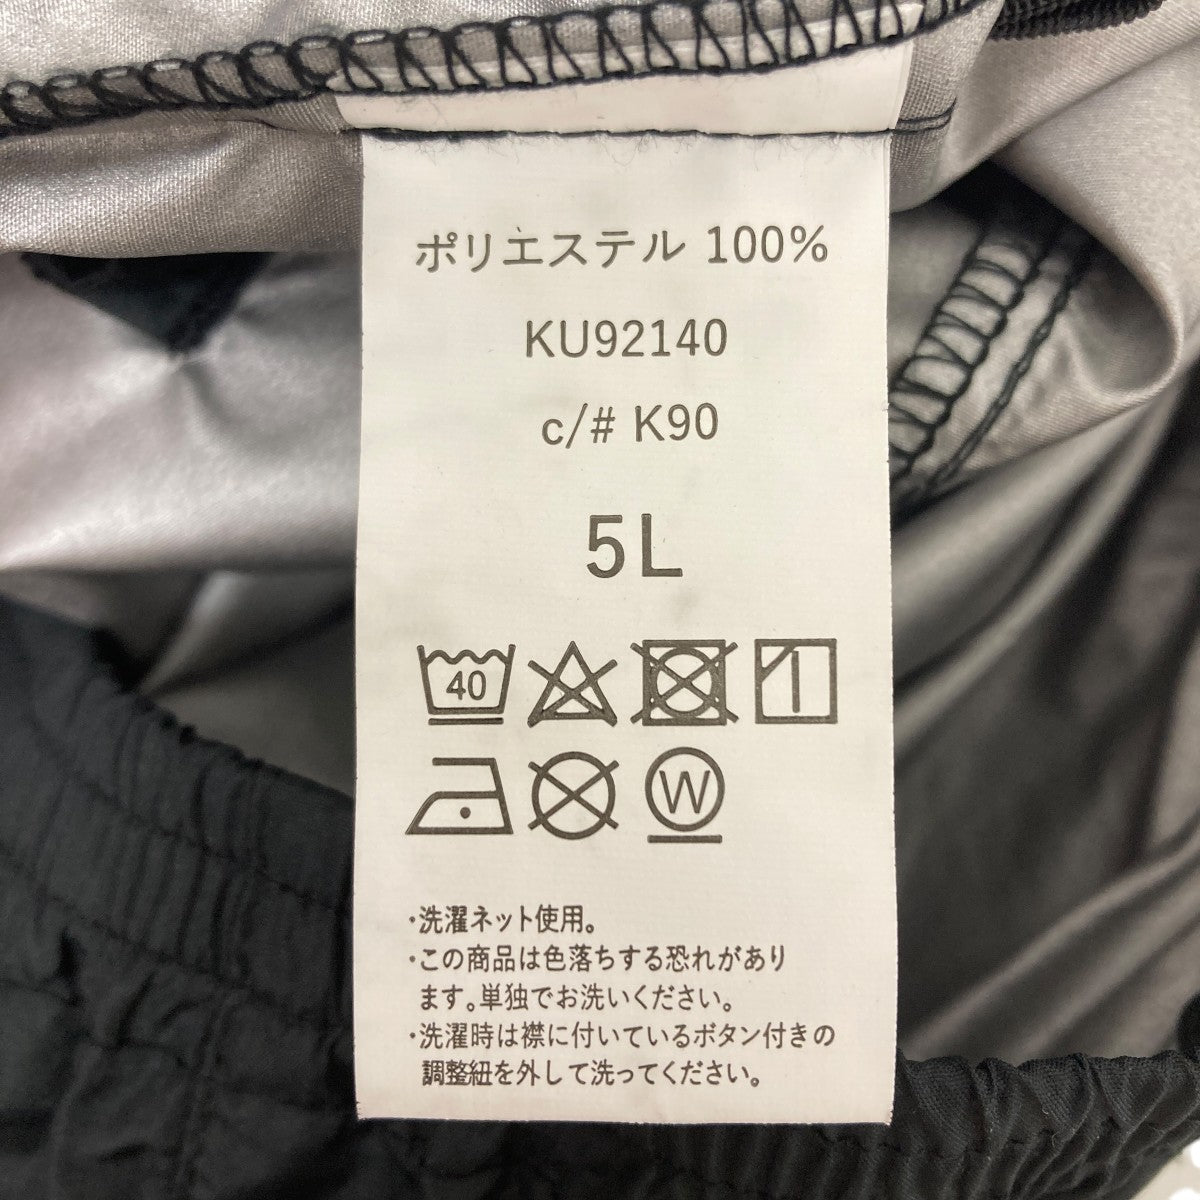 ポリエステル 100%
KU92140
c/# K90
5L
40
W
・洗濯ネット使用。
・この商品は色落ちする恐れがあり
ます。単独でお洗いください。
・洗濯時は襟に付いているボタン付きの
調整紐を外して洗ってください。